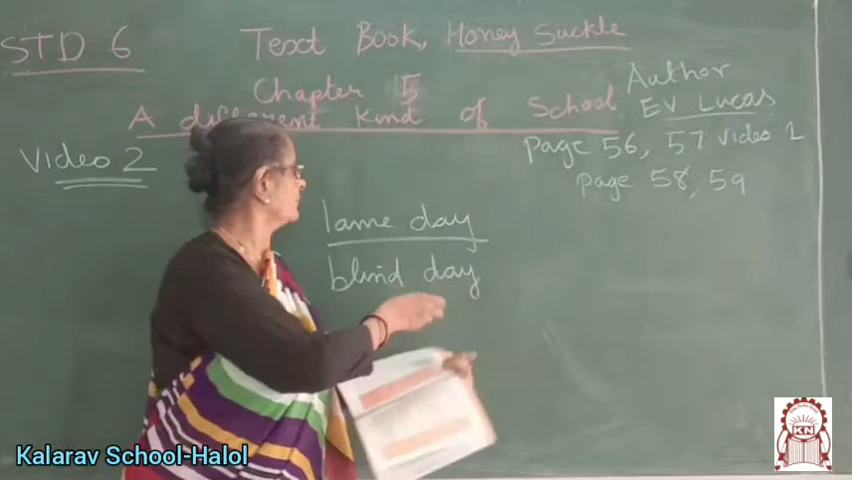 STD 6
Text Book, Honey Suckle
Chapter 5
A different kind of School
Author
EV Lucas
Page 56, 57 video 1
page 58, 59
Video 2
lame day
blind day
KN
Kalarav School-Halol